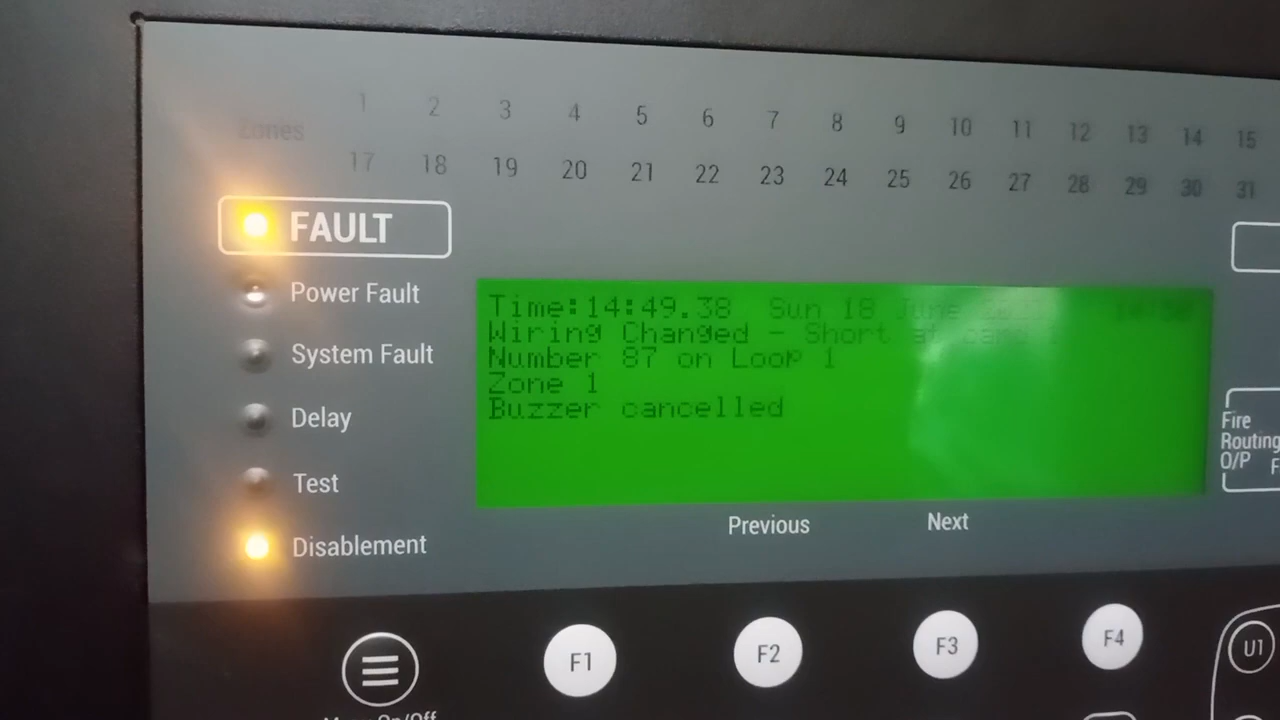 1 2 3 4 5 6 7 8 9 10 11 12 13 14 15
Zones
17 18 19 20 21 22 23 24 25 26 27 28 29 30 31
FAULT
Power Fault
System Fault
Delay
Test
Disablement
Time:14:49.38 Sun 18 June
Wiring Changed - Short at card
Number 87 on Loop 1
Zone 1
Buzzer cancelled
Previous Next
Fire
Routing
O/P F
F1 F2 F3 F4 U1